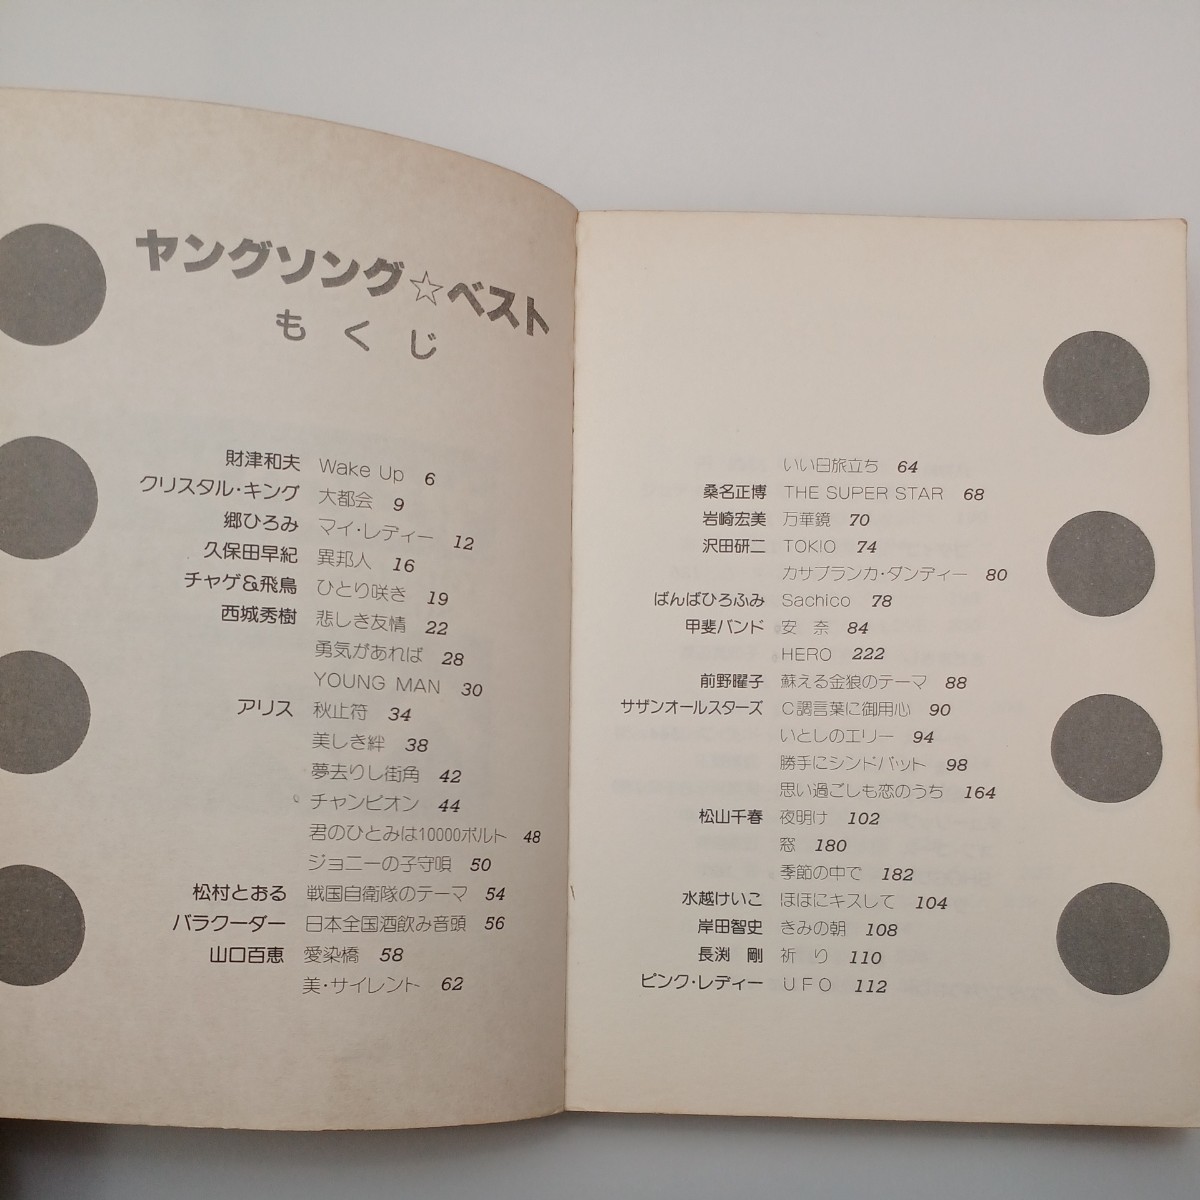 ヤングソング☆ベスト
もくじ
財津和夫 Wake Up 6
クリスタル・キング 大都会 9
郷ひろみ マイ・レディー 12
久保田早紀 異邦人 16
チャゲ&飛鳥 ひとり咲き 19
西城秀樹 悲しき友情 22
勇気があれば 28
YOUNG MAN 30
アリス 秋止符 34
美しき絆 38
夢去りし街角 42
チャンピオン 44
君のひとみは10000ボルト 48
ジョニーの子守唄 50
松村とおる 戦国自衛隊のテーマ 54
バラクーダー 日本全国酒飲み音頭 56
山口百恵 愛染橋 58
美・サイレント 62
いい日旅立ち 64
桑名正博 THE SUPER STAR 68
岩崎宏美 万華鏡 70
沢田研二 TOKIO 74
カサブランカ・ダンディー 80
ばんばひろふみ Sachico 78
甲斐バンド 安奈 84
HERO 222
前野曜子 蘇える金狼のテーマ 88
サザンオールスターズ C調言葉に御用心 90
いとしのエリー 94
勝手にシンドバット 98
思い過ごしも恋のうち 164
松山千春 夜明け 102
窓 180
季節の中で 182
水越けいこ ほほにキスして 104
岸田智史 きみの朝 108
長渕 剛 祈り 110
ピンク・レディー UFO 112